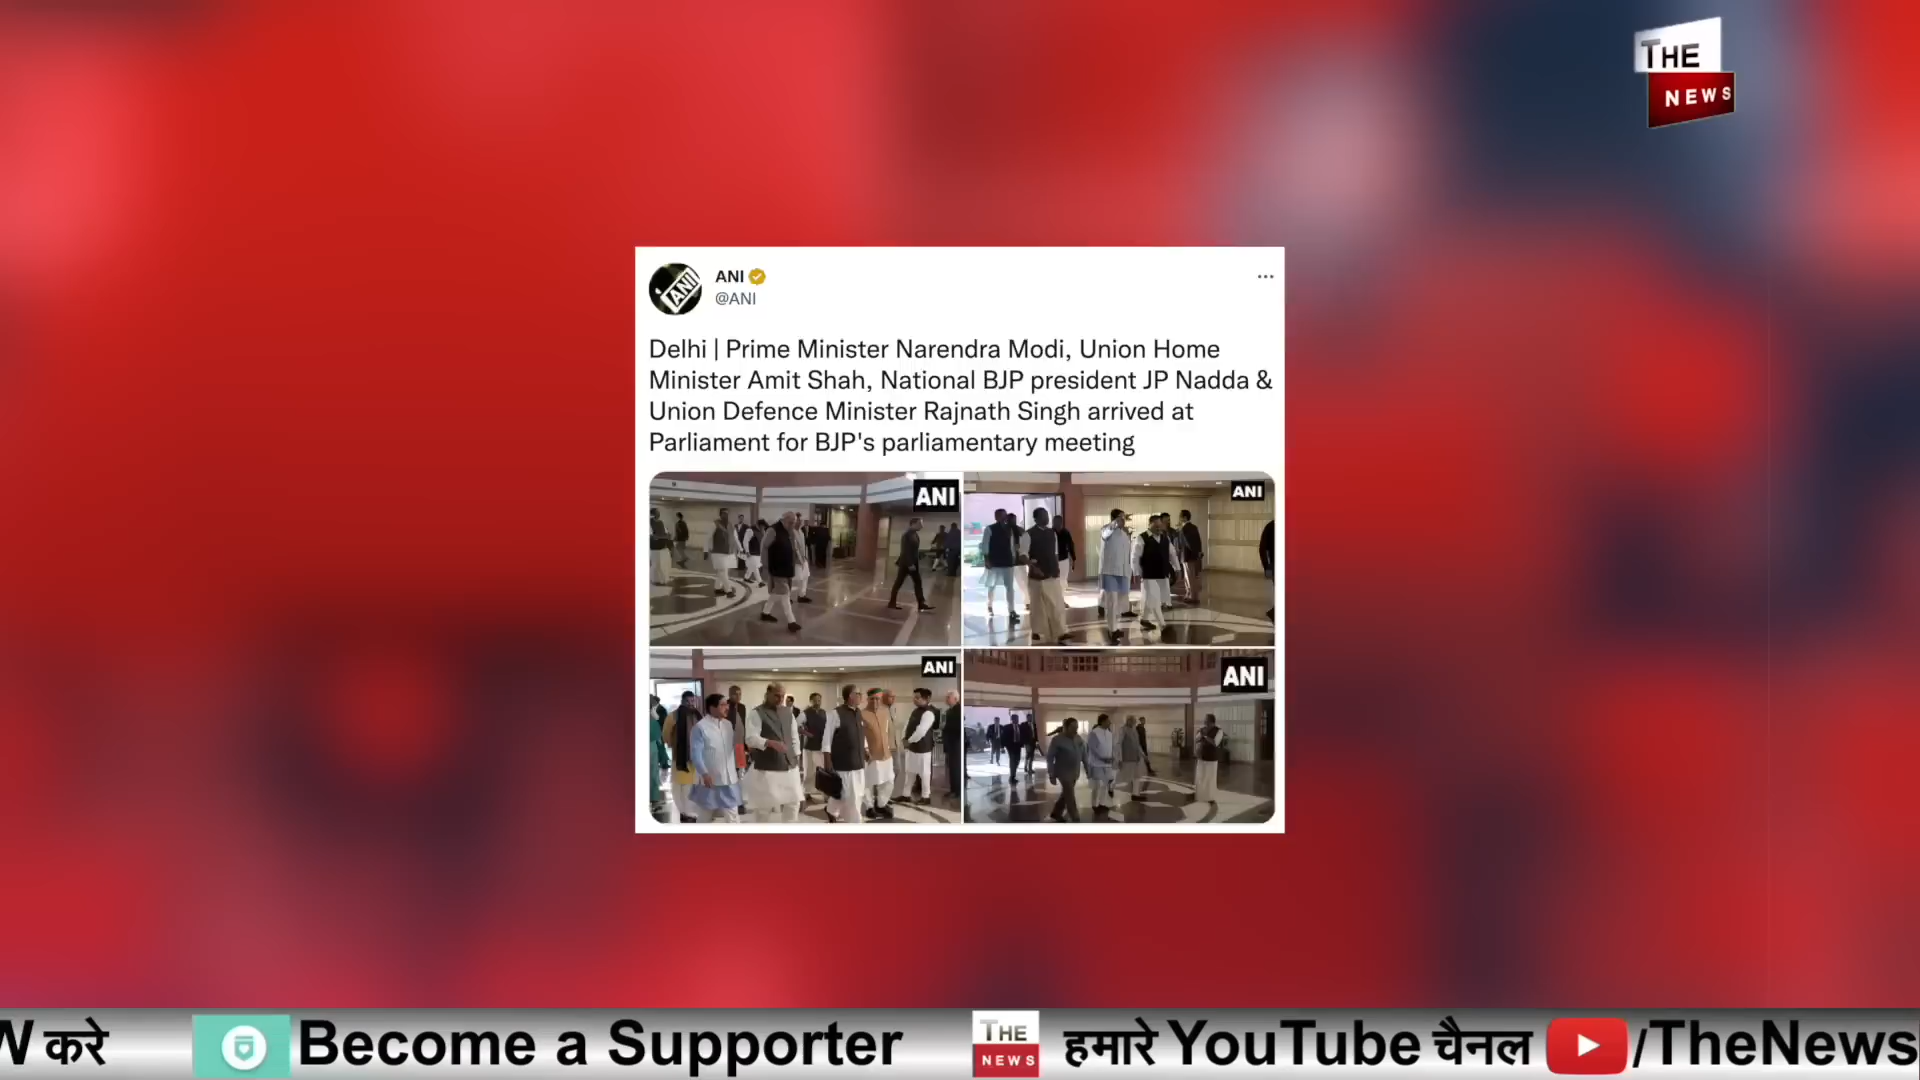 THE
NEWS
ANI
ANI
@ANI
Delhi | Prime Minister Narendra Modi, Union Home
Minister Amit Shah, National BJP president JP Nadda &
Union Defence Minister Rajnath Singh arrived at
Parliament for BJP's parliamentary meeting
ANI
ANI
ANI
ANI
W करे Become a Supporter THE NEWS हमारे YouTube चैनल /TheNews